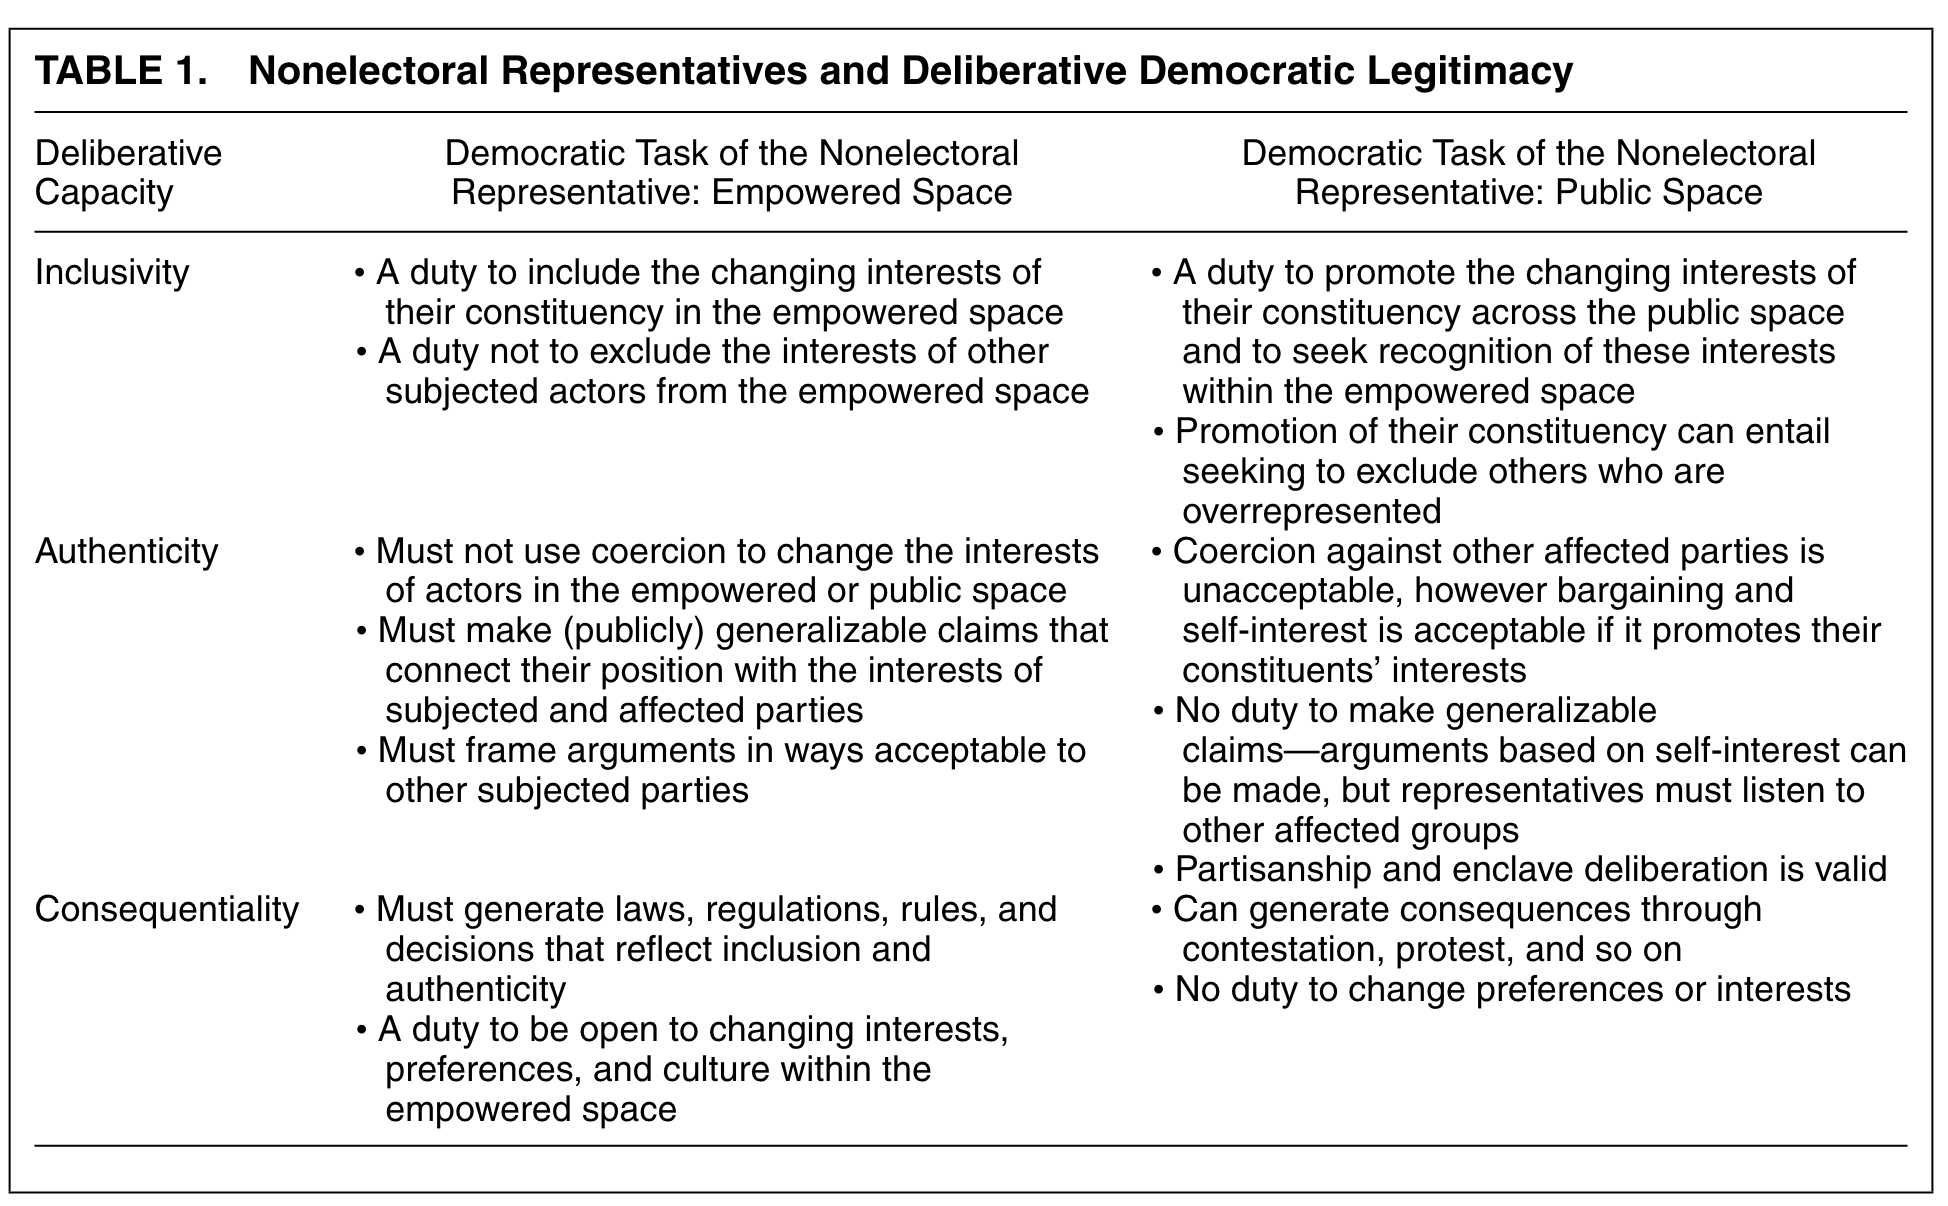 TABLE 1. Nonelectoral Representatives and Deliberative Democratic Legitimacy
Deliberative
Capacity
Democratic Task of the Nonelectoral
Representative: Empowered Space
Democratic Task of the Nonelectoral
Representative: Public Space
Inclusivity
• A duty to include the changing interests of
their constituency in the empowered space
• A duty not to exclude the interests of other
subjected actors from the empowered space
• A duty to promote the changing interests of
their constituency across the public space
and to seek recognition of these interests
within the empowered space
• Promotion of their constituency can entail
seeking to exclude others who are
overrepresented
Authenticity
• Must not use coercion to change the interests
of actors in the empowered or public space
• Must make (publicly) generalizable claims that
connect their position with the interests of
subjected and affected parties
• Must frame arguments in ways acceptable to
other subjected parties
• Coercion against other affected parties is
unacceptable, however bargaining and
self-interest is acceptable if it promotes their
constituents’ interests
• No duty to make generalizable
claims—arguments based on self-interest can
be made, but representatives must listen to
other affected groups
• Partisanship and enclave deliberation is valid
Consequentiality
• Must generate laws, regulations, rules, and
decisions that reflect inclusion and
authenticity
• A duty to be open to changing interests,
preferences, and culture within the
empowered space
• Can generate consequences through
contestation, protest, and so on
• No duty to change preferences or interests